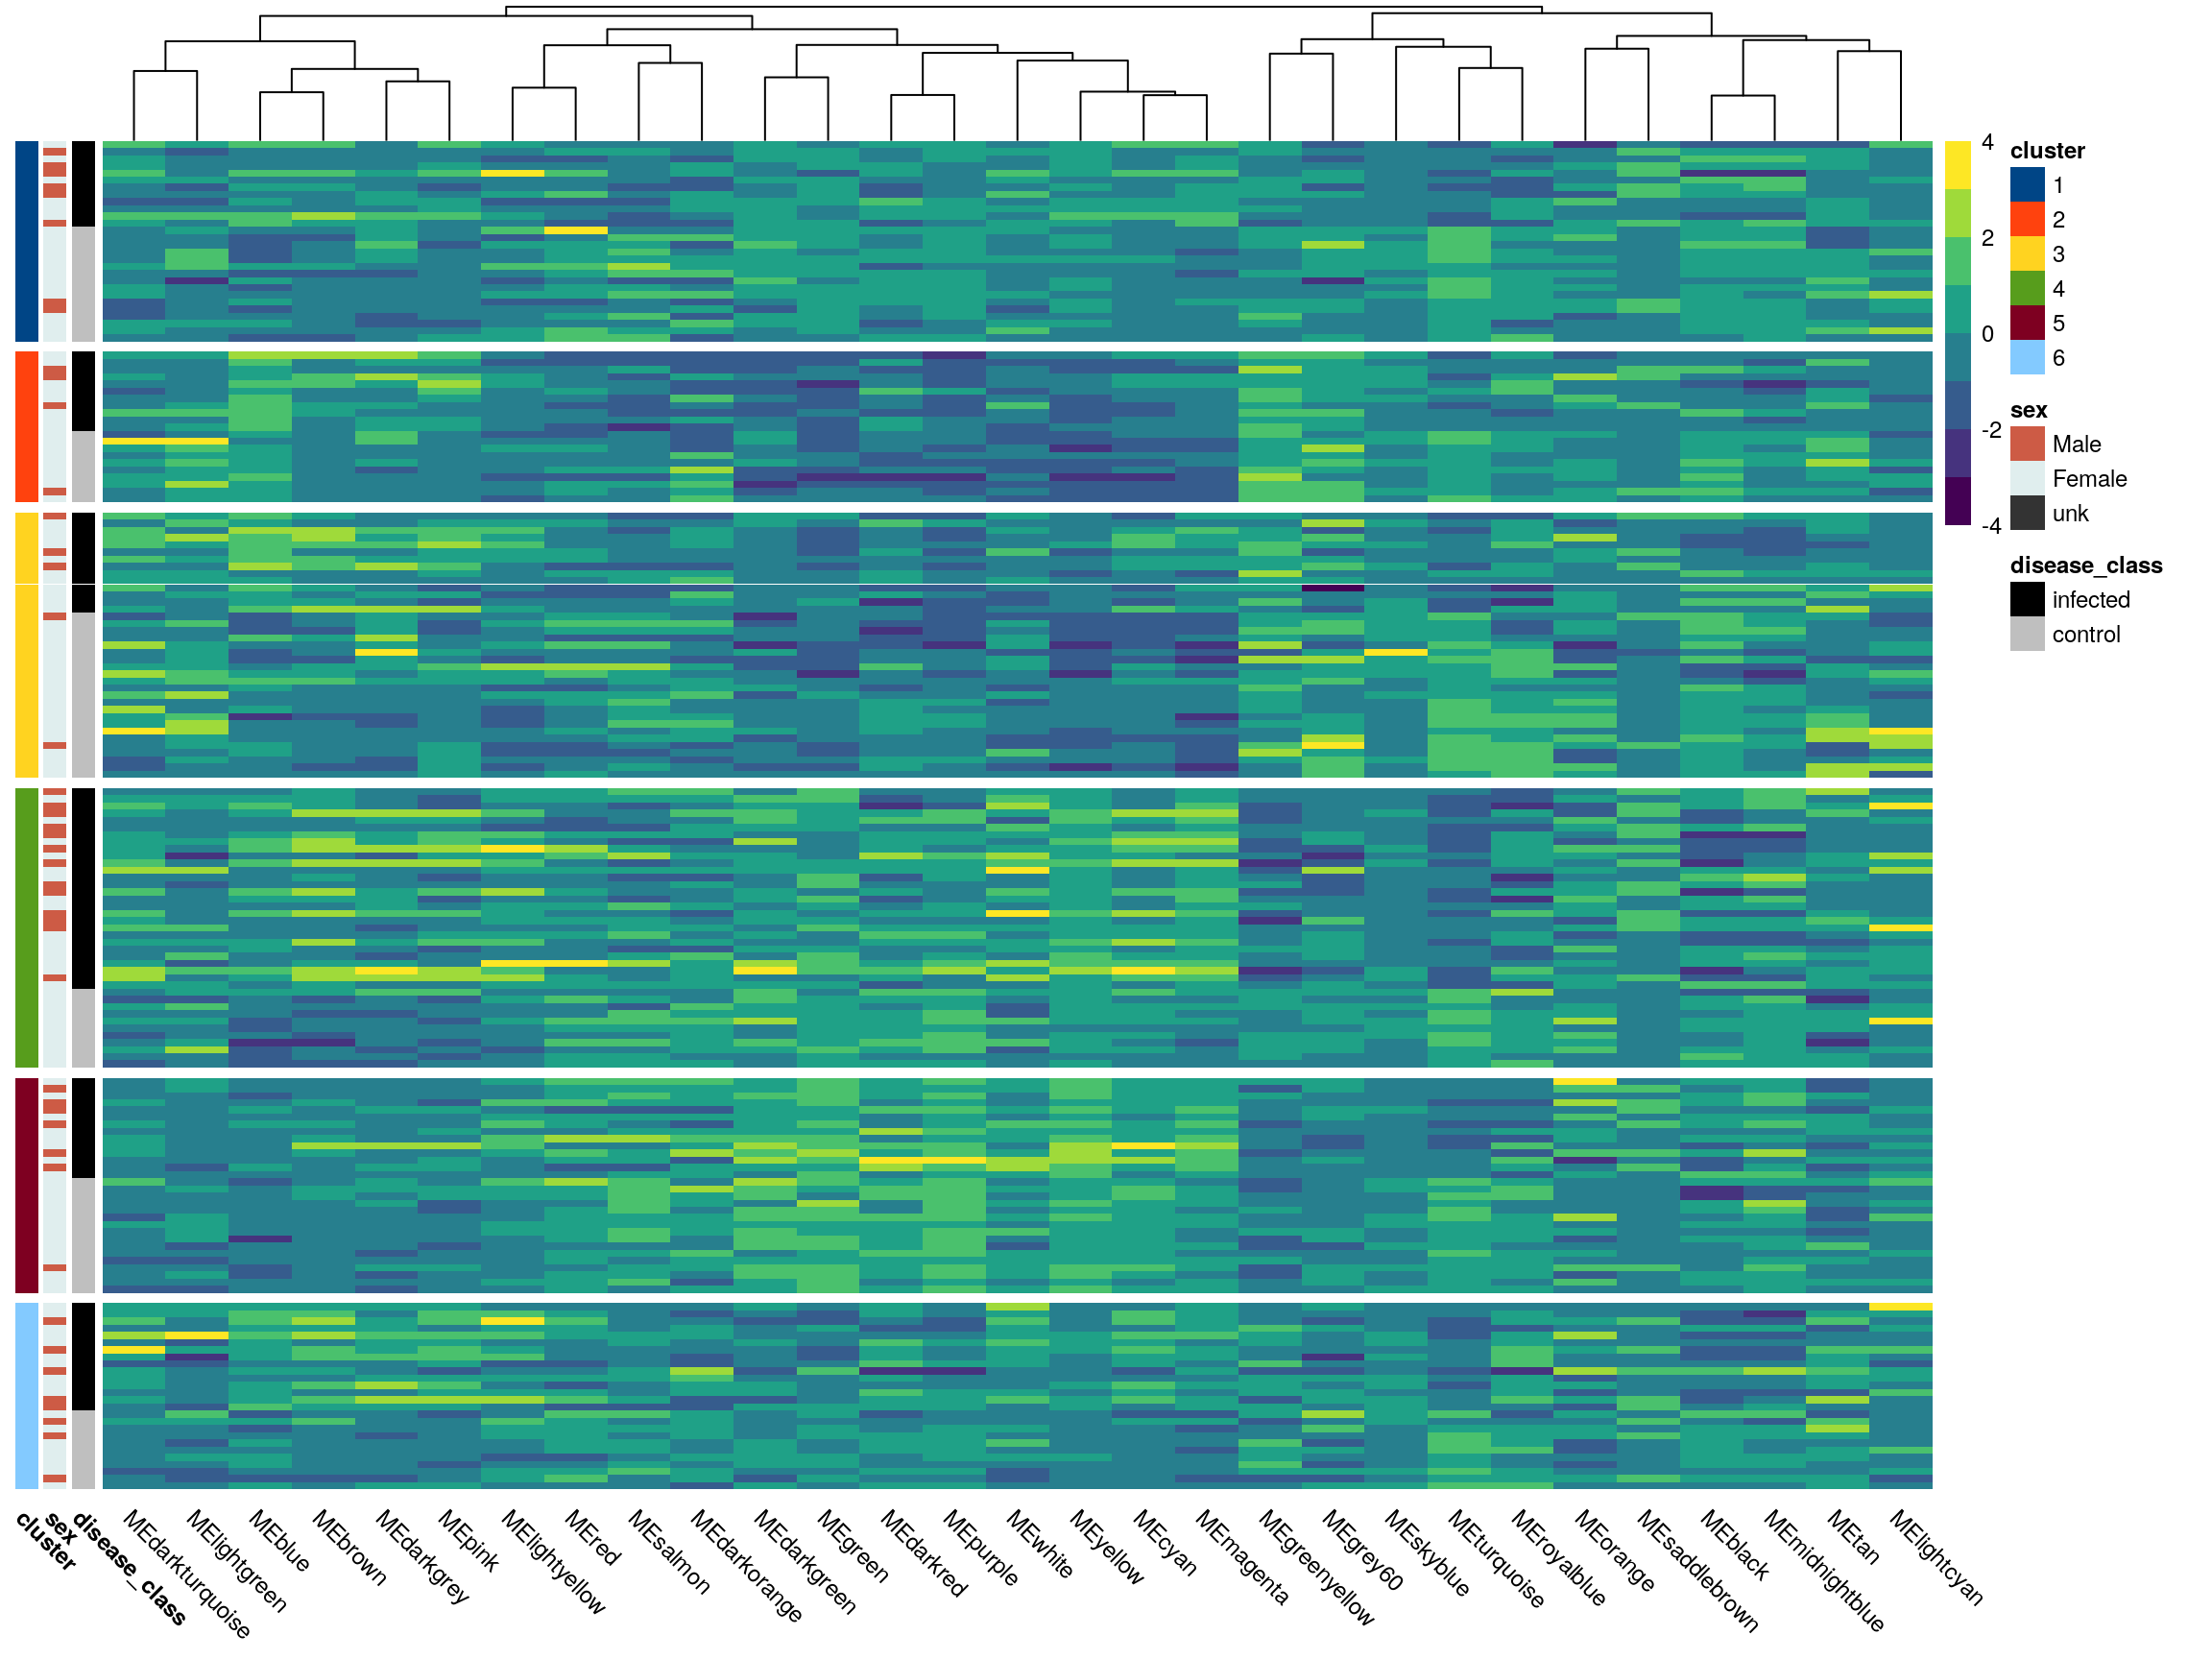 4
2
0
-2
-4
cluster
1
2
3
4
5
6
sex
Male
Female
unk
disease_class
infected
control
cluster
sex
disease_class
MEdarkturquoise
MElightgreen
MEblue
MEbrown
MEdarkgrey
MEpink
MElightyellow
MEred
MEsalmon
MEdarkorange
MEdarkgreen
MEgreen
MEdarkred
MEpurple
MEwhite
MEyellow
MEcyan
MEmagenta
MEgreenyellow
MEgrey60
MEskyblue
MEturquoise
MEroyalblue
MEorange
MEsaddlebrown
MEblack
MEmidnightblue
MEtan
MElightcyan